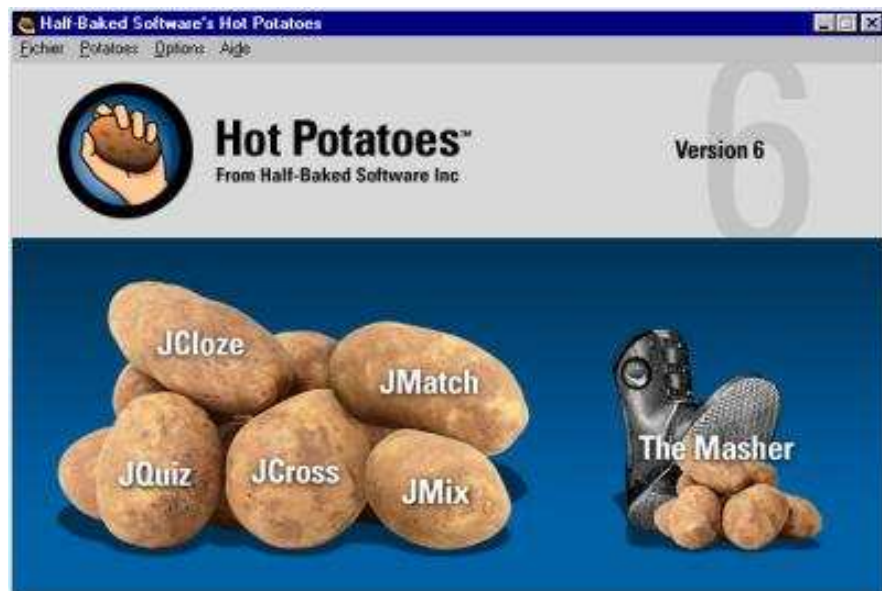 Half-Baked Software's Hot Potatoes
Fichier Potatoes Options Aide
6
Hot Potatoes™
From Half-Baked Software Inc
Version 6
JCloze
JMatch
The Masher
JQuiz JCross JMix